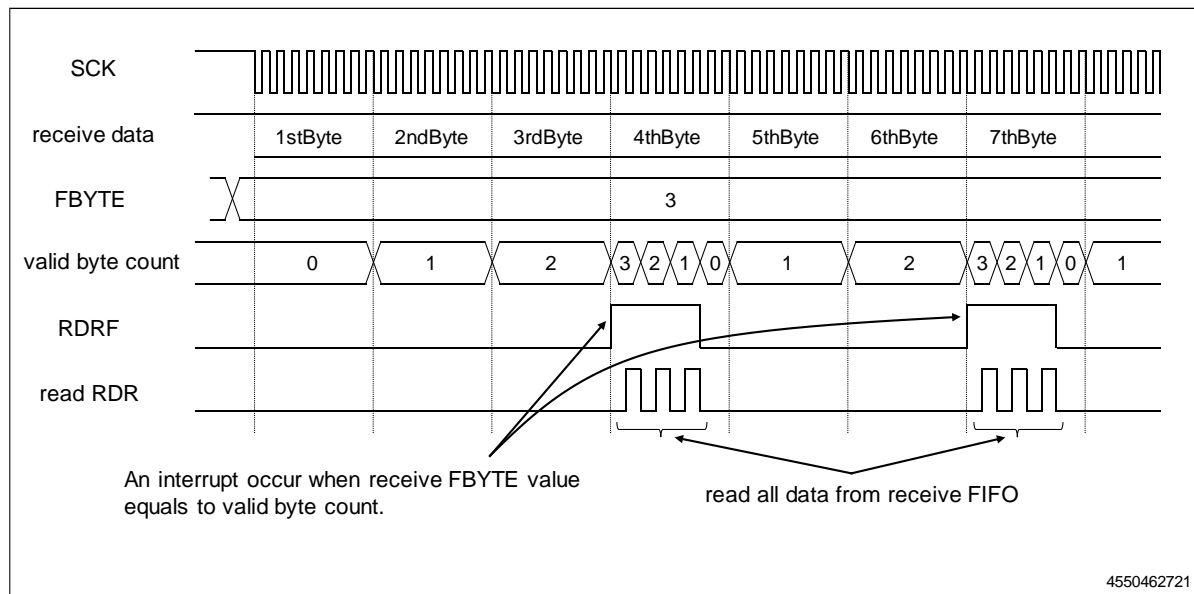 SCK
receive data
1stByte 2ndByte 3rdByte 4thByte 5thByte 6thByte 7thByte
FBYTE
3
valid byte count
0 1 2 3 2 1 0 1 2 3 2 1 0 1
RDRF
read RDR
An interrupt occur when receive FBYTE value
equals to valid byte count.
read all data from receive FIFO
4550462721